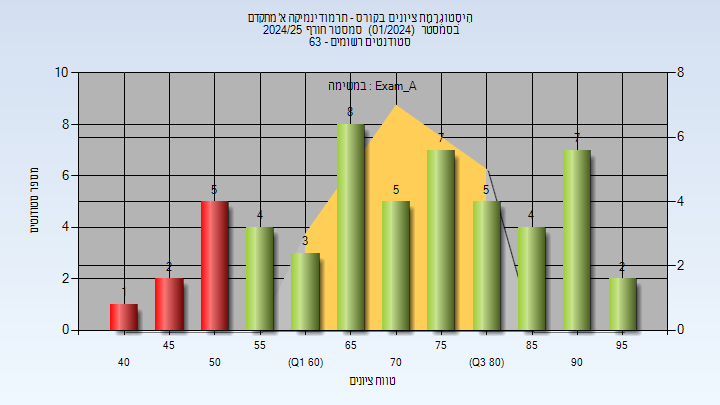 היסטוגרמת ציונים בקורס - תרמודינמיקה א' מתקדם
בסמסטר (01/2024) סמסטר חורף 2024/25
סטודנטים רשומים - 63
במשימה : Exam_A
מספר סטודנטים
10 8 6 4 2 0
8 6 4 2 0
1 2 5 4 3 8 5 7 5 4 7 2
45 55 65 75 85 95
40 50 (Q1 60) 70 (Q3 80) 90
טווח ציונים